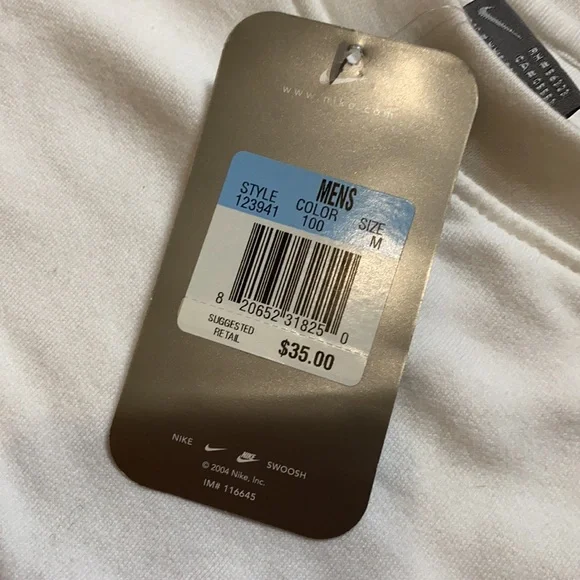 www.nike.com
MENS
STYLE COLOR SIZE
123941 100 M
8 20652 31825 0
SUGGESTED
RETAIL
$35.00
NIKE SWOOSH
© 2004 Nike, Inc.
IM# 116645